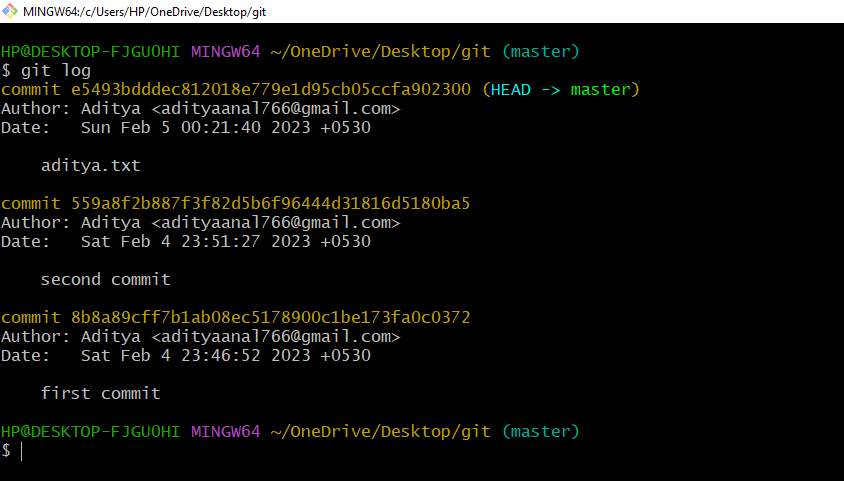 MINGW64:/c/Users/HP/OneDrive/Desktop/git
HP@DESKTOP-FJGU0HI MINGW64 ~/OneDrive/Desktop/git (master)
$ git log
commit e5493bdddec812018e779e1d95cb05ccfa902300 (HEAD -> master)
Author: Aditya <adityaanal766@gmail.com>
Date:   Sun Feb 5 00:21:40 2023 +0530
    aditya.txt
commit 559a8f2b887f3f82d5b6f96444d31816d5180ba5
Author: Aditya <adityaanal766@gmail.com>
Date:   Sat Feb 4 23:51:27 2023 +0530
    second commit
commit 8b8a89cff7b1ab08ec5178900c1be173fa0c0372
Author: Aditya <adityaanal766@gmail.com>
Date:   Sat Feb 4 23:46:52 2023 +0530
    first commit
HP@DESKTOP-FJGU0HI MINGW64 ~/OneDrive/Desktop/git (master)
$